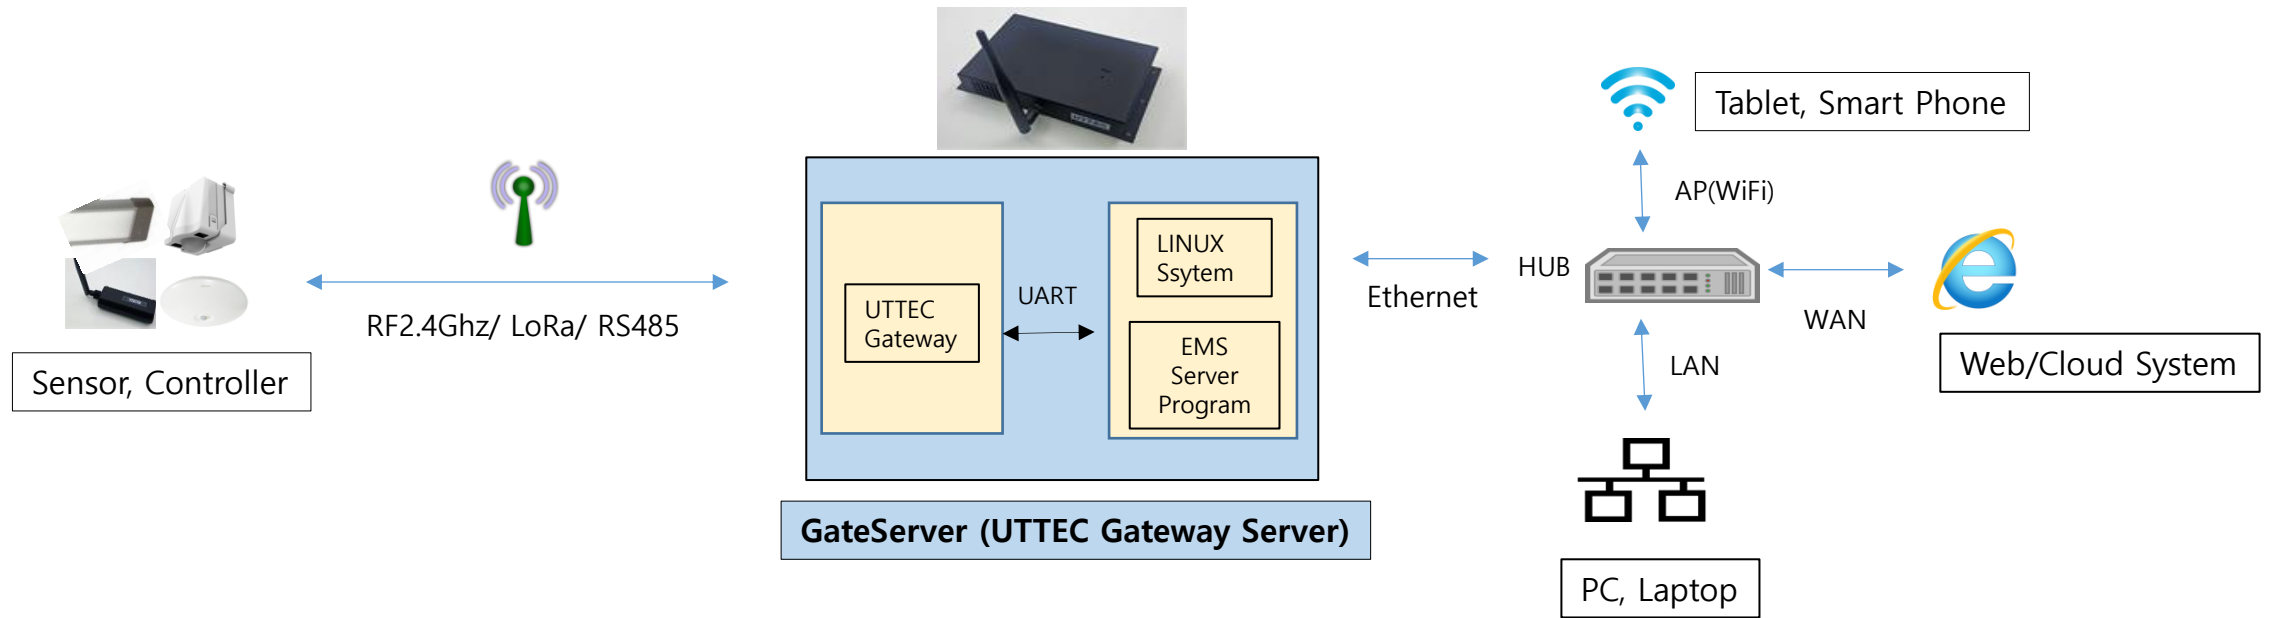 Tablet, Smart Phone
AP(WiFi)
HUB
Ethernet
WAN
LAN
Web/Cloud System
PC, Laptop
RF2.4Ghz/ LoRa/ RS485
Sensor, Controller
UTTEC
Gateway
UART
LINUX
Ssytem
EMS
Server
Program
GateServer (UTTEC Gateway Server)